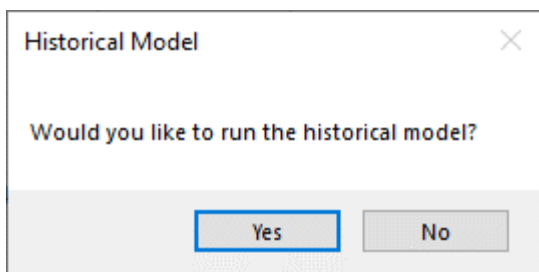 Historical Model
Would you like to run the historical model?
Yes
No